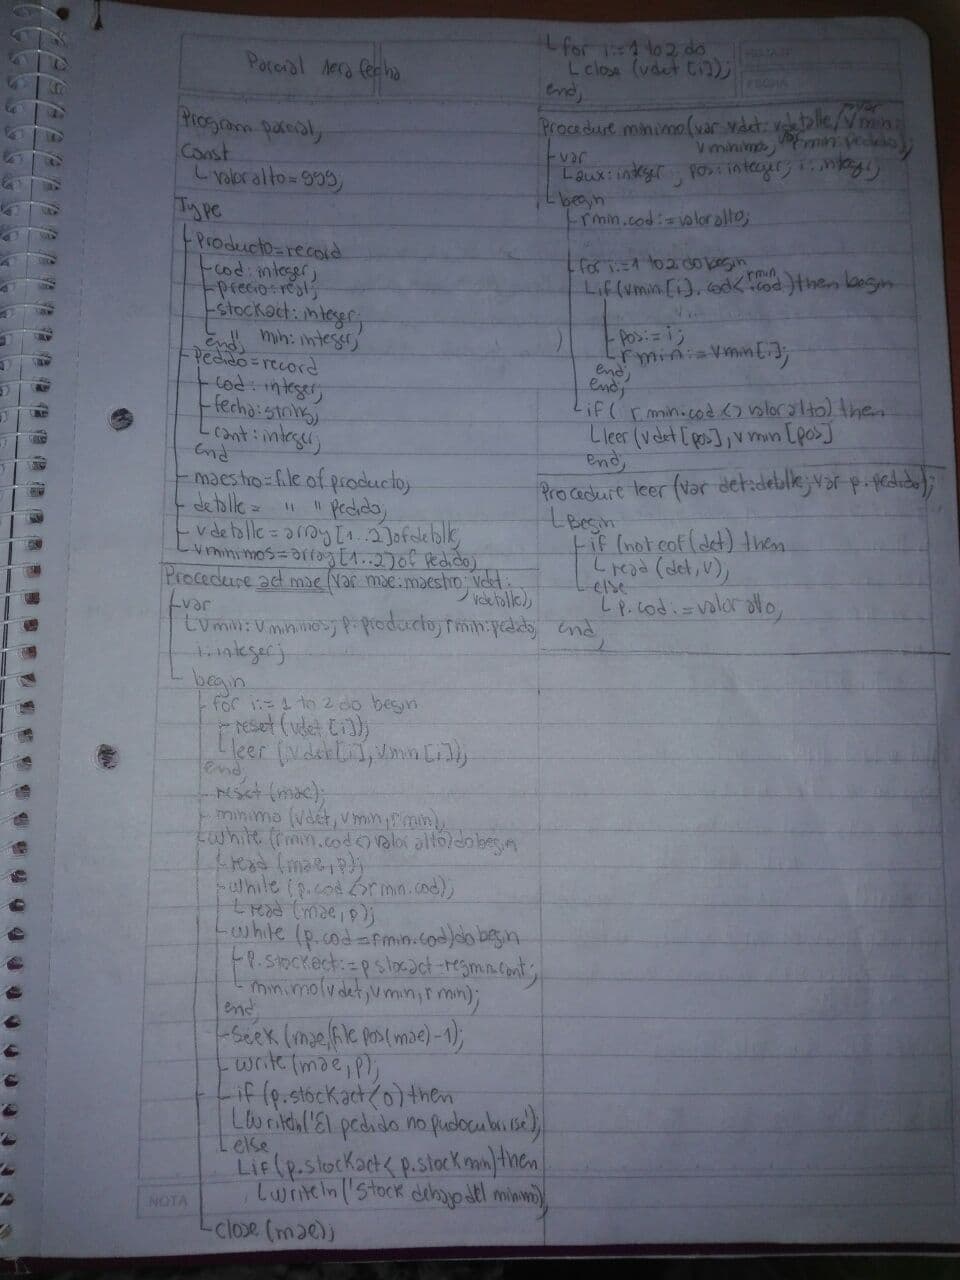 Parcial 1era fecha
Program parcial,
Const
valoralto=999,
Type
Producto=record
cod: integer,
precio:real;
stockact: integer;
" min: integer;
end,
Pedido=record
cod: integer;
fecha:string,
cant:integer;
end
maestro=file of producto;
detalle= " " pedido;
vdetalle=array[1..2]ofdetalle,
vminimos=array[1..2]of Pedido,
Procedure act mae(var mae:maestro; vdet:
vdetalle),
var
vmin:vminimos; p:producto; rmin:pedido
i:integer;
begin
for i:=1 to 2 do begin
reset(vdet[i]);
leer (vdet[i],vmin[i]);
end,
reset(mae);
minimo (vdet,vmin,rmin),
while (rmin.cod<>valoralto)do begin
read (mae,p);
while (p.cod<>rmin.cod);
read (mae,p);
while (p.cod=rmin.cod)do begin
p.stockact:=p stocact-regmin.cant;
minimo(vdet,vmin,rmin);
end,
seek (mae,(filepos(mae)-1);
write (mae,p);
if (p.stockact<0)then
Writeln('El pedido no pudocubrirse');
else
if (p.stockact<p.stockmin)then
writeln('stock debajo del minimo),
close (mae);
for i:=1 to 2 do
close (vdet[i]);
end,
Procedure minimo(var vdet: vdetalle; var vmin:
vminimos, var rmin:pedido);
var
aux:integer; pos:integer; i:integer;
begin
rmin.cod:=valoralto;
for i:=1 to 2 do begin
if(vmin[i].cod<rmin.cod)then begin
pos:=i;
rmin:=vmin[i];
end;
end;
if( rmin.cod<>valoralto)then
leer(vdet[pos],vmin[pos]
end,
Procedure leer (var det:detalle; var p.pedido);
Begin
if (not eof(det) then
read (det,v),
else
p.cod:=valoralto,
end,
NOTA
FECHA